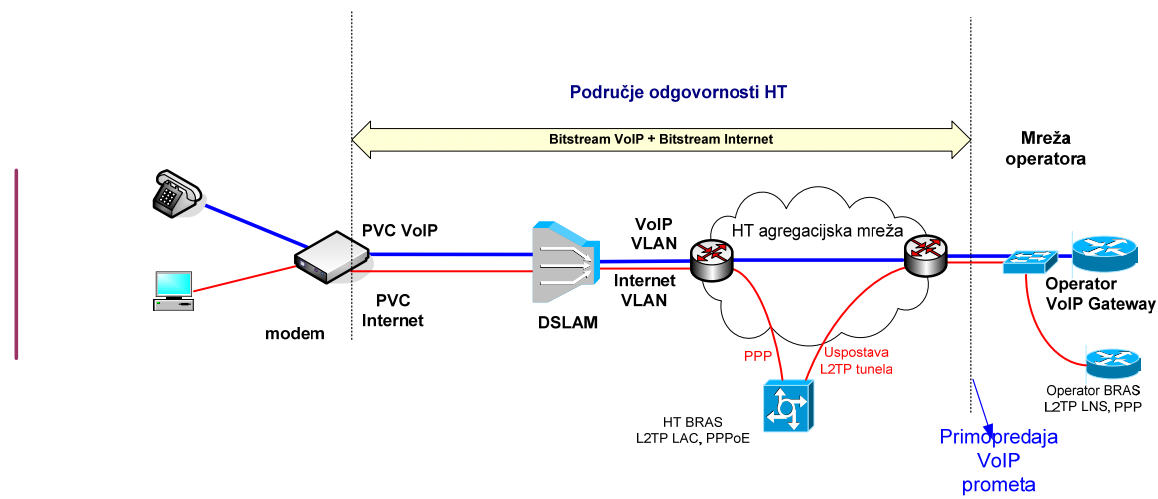 Područje odgovornosti HT
Bitstream VoIP + Bitstream Internet
Mreža
operatora
PVC VoIP
VoIP
VLAN
HT agregacijska mreža
PVC
Internet
Internet
VLAN
modem
DSLAM
Operator
VoIP Gateway
PPP
Uspostava
L2TP tunela
HT BRAS
L2TP LAC, PPPoE
Operator BRAS
L2TP LNS, PPP
Primopredaja
VoIP
prometa